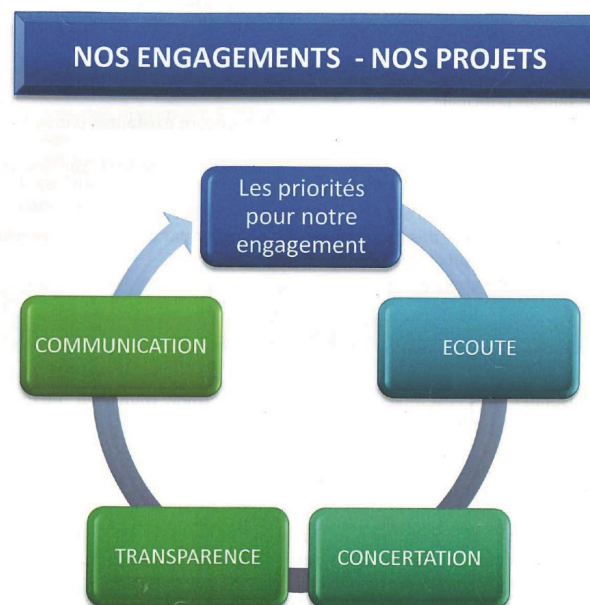 NOS ENGAGEMENTS - NOS PROJETS
Les priorités
pour notre
engagement
ECOUTE
CONCERTATION
TRANSPARENCE
COMMUNICATION